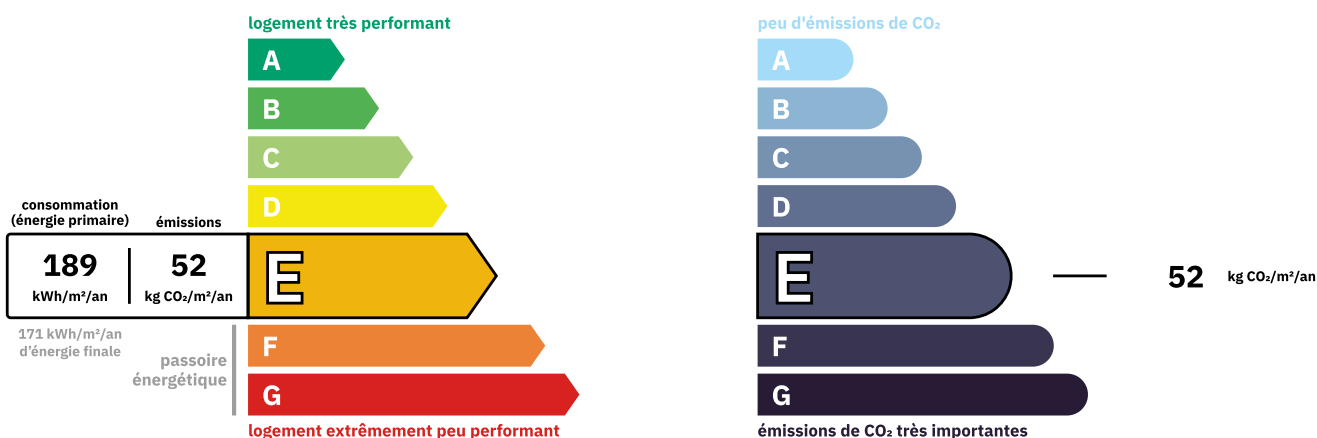 logement très performant
A
B
C
D
consommation
(énergie primaire)
émissions
189
kWh/m²/an
52
kg CO₂/m²/an
E
171 kWh/m²/an
d'énergie finale
passoire
énergétique
F
G
logement extrêmement peu performant
peu d'émissions de CO₂
A
B
C
D
E
52 kg CO₂/m²/an
F
G
émissions de CO₂ très importantes